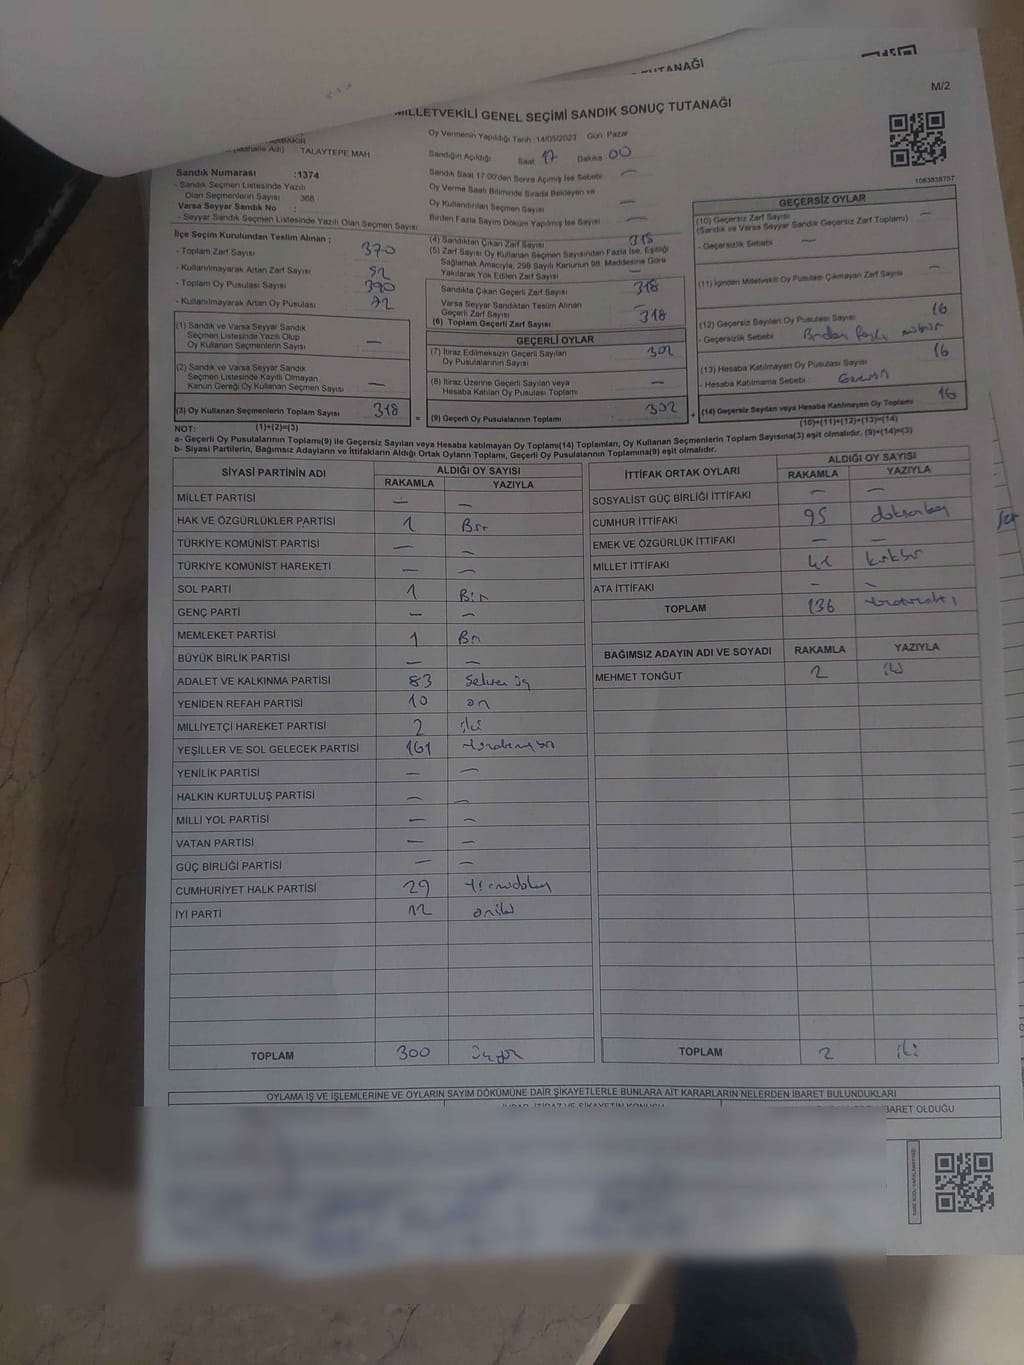 TUTANAĞI
M/2
MİLLETVEKİLİ GENEL SEÇİMİ SANDIK SONUÇ TUTANAĞI
Oy Vermenin Yapıldığı Tarih :14/05/2023 Gün :Pazar
TALAYTEPE MAH
Sandığın Açıldığı Saat 17 Dakika 00
Sandık Numarası :1374
Sandık Saat 17:00'den Sonra Açılmış İse Sebebi —
- Sandık Seçmen Listesinde Yazılı
Olan Seçmenlerin Sayısı 368
Oy Verme Saati Bitiminde Sırada Bekleyen ve
Oy Kullandırılan Seçmen Sayısı —
Varsa Seyyar Sandık No :
- Seyyar Sandık Seçmen Listesinde Yazılı Olan Seçmen Sayısı
Birden Fazla Sayım Döküm Yapılmış İse Sayısı —
1083838757
İlçe Seçim Kurulundan Teslim Alınan ;
- Toplam Zarf Sayısı 370
- Kullanılmayarak Artan Zarf Sayısı 52
- Toplam Oy Pusulası Sayısı 390
- Kullanılmayarak Artan Oy Pusulası 72
(1) Sandık ve Varsa Seyyar Sandık
Seçmen Listesinde Yazılı Olup
Oy Kullanan Seçmenlerin Sayısı —
(2) Sandık ve Varsa Seyyar Sandık
Seçmen Listesinde Kayıtlı Olmayan
Kanun Gereği Oy Kullanan Seçmen Sayısı —
(3) Oy Kullanan Seçmenlerin Toplam Sayısı 318
(1)+(2)=(3)
(4) Sandıktan Çıkan Zarf Sayısı 318
(5) Zarf Sayısı Oy Kullanan Seçmen Sayısından Fazla İse, Eşitliği
Sağlamak Amacıyla, 298 Sayılı Kanunun 98. Maddesine Göre
Yakılarak Yok Edilen Zarf Sayısı —
Sandıkta Çıkan Geçerli Zarf Sayısı 318
Varsa Seyyar Sandıktan Teslim Alınan
Geçerli Zarf Sayısı —
(6) Toplam Geçerli Zarf Sayısı 318
GEÇERLİ OYLAR
(7) İtiraz Edilmeksizin Geçerli Sayılan
Oy Pusulalarının Sayısı 302
(8) İtiraz Üzerine Geçerli Sayılan veya
Hesaba Katılan Oy Pusulası Toplamı —
= (9) Geçerli Oy Pusulalarının Toplamı 302 +
GEÇERSİZ OYLAR
(10) Geçersiz Zarf Sayısı —
(Sandık ve Varsa Seyyar Sandık Geçersiz Zarf Toplamı)
- Geçersizlik Sebebi : —
(11) İçinden Milletvekili Oy Pusulası Çıkmayan Zarf Sayısı —
(12) Geçersiz Sayılan Oy Pusulası Sayısı 16
- Geçersizlik Sebebi : Birden fazla mühür
(13) Hesaba Katılmayan Oy Pusulası Sayısı 16
- Hesaba Katılmama Sebebi :
(14) Geçersiz Sayılan veya Hesaba Katılmayan Oy Toplamı 16
(10)+(11)+(12)+(13)=(14)
NOT:
a- Geçerli Oy Pusulalarının Toplamı(9) ile Geçersiz Sayılan veya Hesaba katılmayan Oy Toplamı(14) Toplamları, Oy Kullanan Seçmenlerin Toplam Sayısına(3) eşit olmalıdır. (9)+(14)=(3)
b- Siyasi Partilerin, Bağımsız Adayların ve İttifakların Aldığı Ortak Oyların Toplamı, Geçerli Oy Pusulalarının Toplamına(9) eşit olmalıdır.
SİYASİ PARTİNİN ADI ALDIĞI OY SAYISI
RAKAMLA YAZIYLA
MİLLET PARTİSİ — —
HAK VE ÖZGÜRLÜKLER PARTİSİ 1 Bir
TÜRKİYE KOMÜNİST PARTİSİ — —
TÜRKİYE KOMÜNİST HAREKETİ — —
SOL PARTİ 1 Bir
GENÇ PARTİ — —
MEMLEKET PARTİSİ 1 Bir
BÜYÜK BİRLİK PARTİSİ — —
ADALET VE KALKINMA PARTİSİ 83 Seksen üç
YENİDEN REFAH PARTİSİ 10 on
MİLLİYETÇİ HAREKET PARTİSİ 2 iki
YEŞİLLER VE SOL GELECEK PARTİSİ 161
YENİLİK PARTİSİ — —
HALKIN KURTULUŞ PARTİSİ — —
MİLLİ YOL PARTİSİ — —
VATAN PARTİSİ — —
GÜÇ BİRLİĞİ PARTİSİ — —
CUMHURİYET HALK PARTİSİ 29 Yirmidokuz
İYİ PARTİ 12 oniki
TOPLAM 300 üçyüz
İTTİFAK ORTAK OYLARI ALDIĞI OY SAYISI
RAKAMLA YAZIYLA
SOSYALİST GÜÇ BİRLİĞİ İTTİFAKI — —
CUMHUR İTTİFAKI 95 doksanbeş
EMEK VE ÖZGÜRLÜK İTTİFAKI — —
MİLLET İTTİFAKI 41 kırkbir
ATA İTTİFAKI — —
TOPLAM 136 yüzotuzaltı
BAĞIMSIZ ADAYIN ADI VE SOYADI RAKAMLA YAZIYLA
MEHMET TONĞUT 2 iki
TOPLAM 2 iki
OYLAMA İŞ VE İŞLEMLERİNE VE OYLARIN SAYIM DÖKÜMÜNE DAİR ŞİKAYETLERLE BUNLARA AİT KARARLARIN NELERDEN İBARET BULUNDUKLARI
BARET OLDUĞU